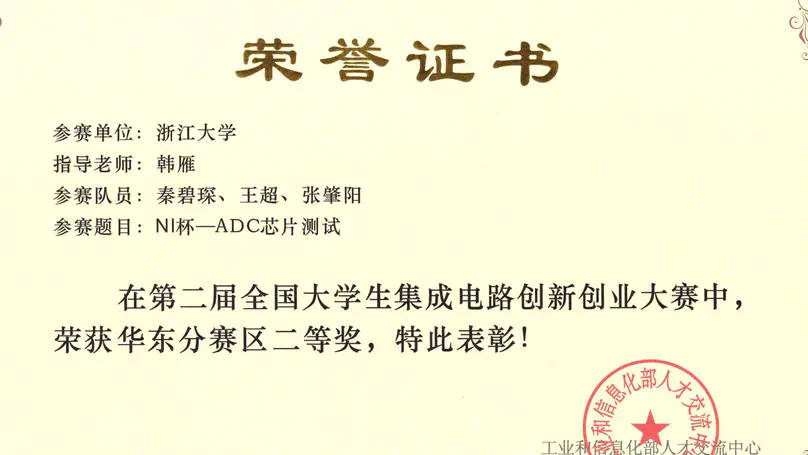 荣誉证书
参赛单位：浙江大学
指导老师：韩雁
参赛队员：秦碧琛、王超、张肇阳
参赛题目：NI杯—ADC芯片测试
在第二届全国大学生集成电路创新创业大赛中，
荣获华东分赛区二等奖，特此表彰！
业和信息化部人才交流中
工业和信息化部人才交流中心